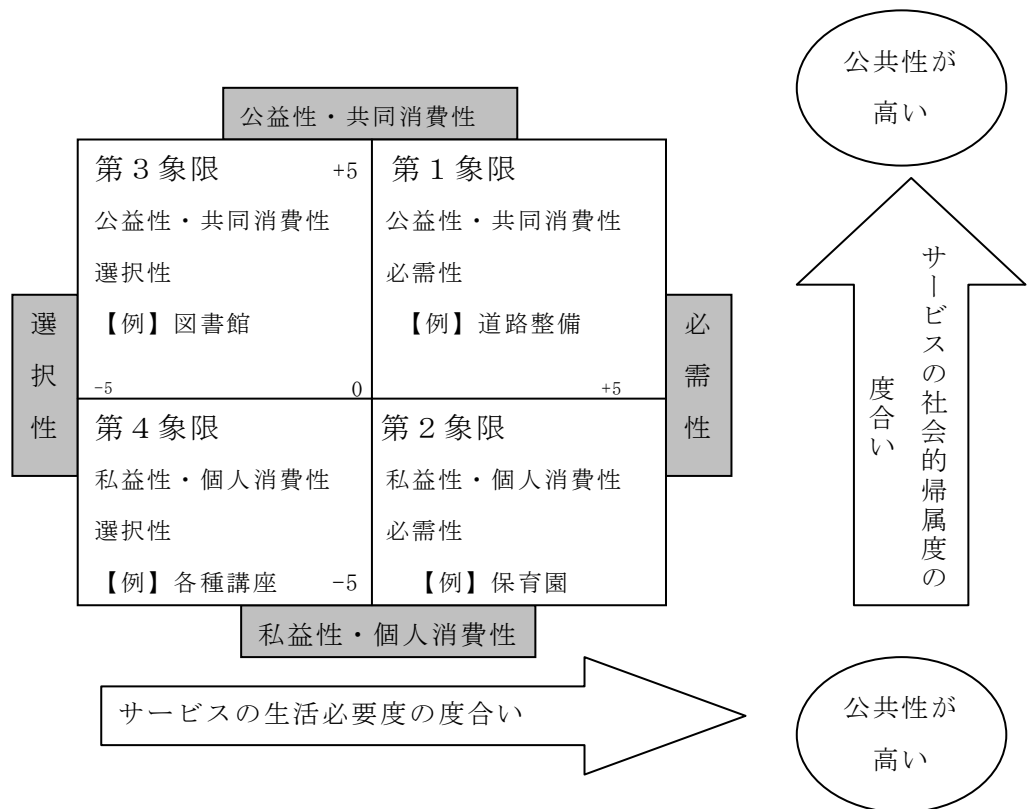 公共性が
高い
公益性・共同消費性
第３象限 +5
公益性・共同消費性
選択性
【例】図書館
-5 0
第１象限
公益性・共同消費性
必需性
【例】道路整備
+5
選択性
必需性
第４象限
私益性・個人消費性
選択性
【例】各種講座 -5
第２象限
私益性・個人消費性
必需性
【例】保育園
私益性・個人消費性
サービスの社会的帰属度の
度合い
サービスの生活必要度の度合い
公共性が
高い